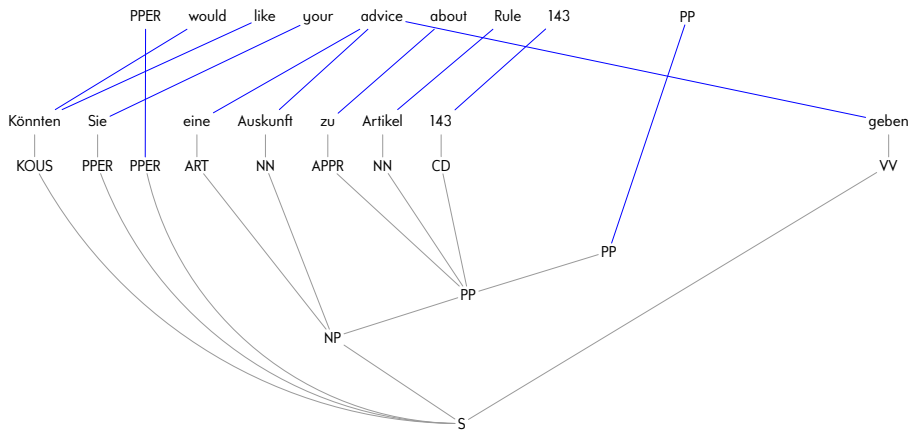 PPER would like your advice about Rule 143 PP
Könnten Sie eine Auskunft zu Artikel 143 geben
KOUS PPER PPER ART NN APPR NN CD VV
PP
PP
NP
S